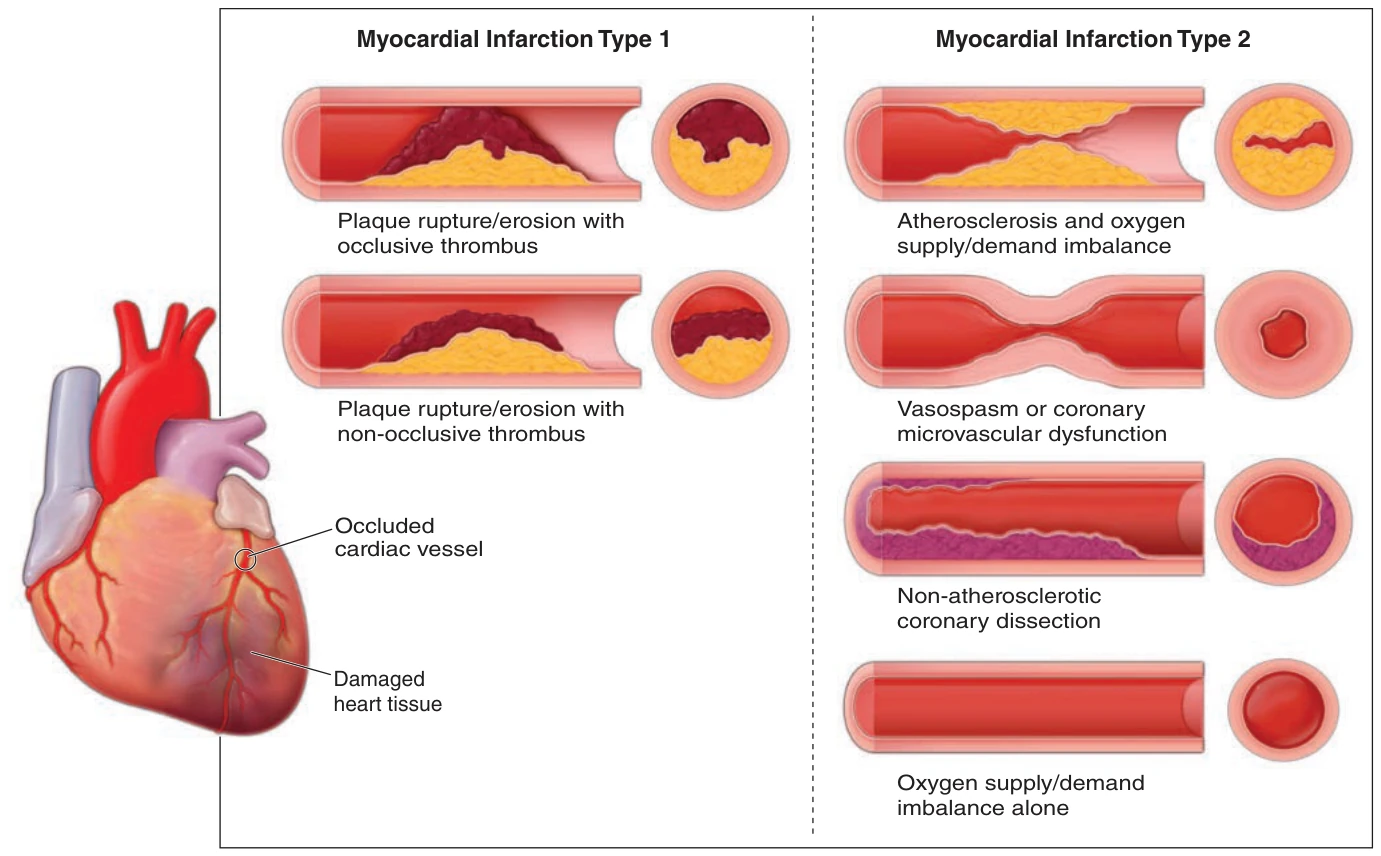 Myocardial Infarction Type 1
Plaque rupture/erosion with
occlusive thrombus
Plaque rupture/erosion with
non-occlusive thrombus
Occluded
cardiac vessel
Damaged
heart tissue
Myocardial Infarction Type 2
Atherosclerosis and oxygen
supply/demand imbalance
Vasospasm or coronary
microvascular dysfunction
Non-atherosclerotic
coronary dissection
Oxygen supply/demand
imbalance alone